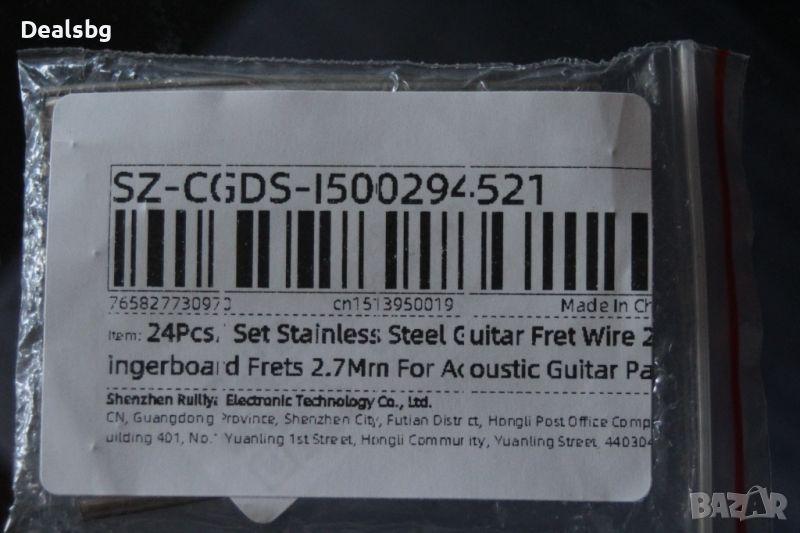 Dealsbg
SZ-CGDS-I500294521
765827730970 cn1513950019 Made In Ch
Item: 24Pcs/ Set Stainless Steel Guitar Fret Wire 2
ingerboard Frets 2.7Mm For Acoustic Guitar Pa
Shenzhen Electronic Technology Co., Ltd.
CN, Guangdong Province, Shenzhen City, Futian District, Hongli Post Office Comp
uilding 401, No.1 Yuanling 1st Street, Hongli Community, Yuanling Street, 440304
BAZAR